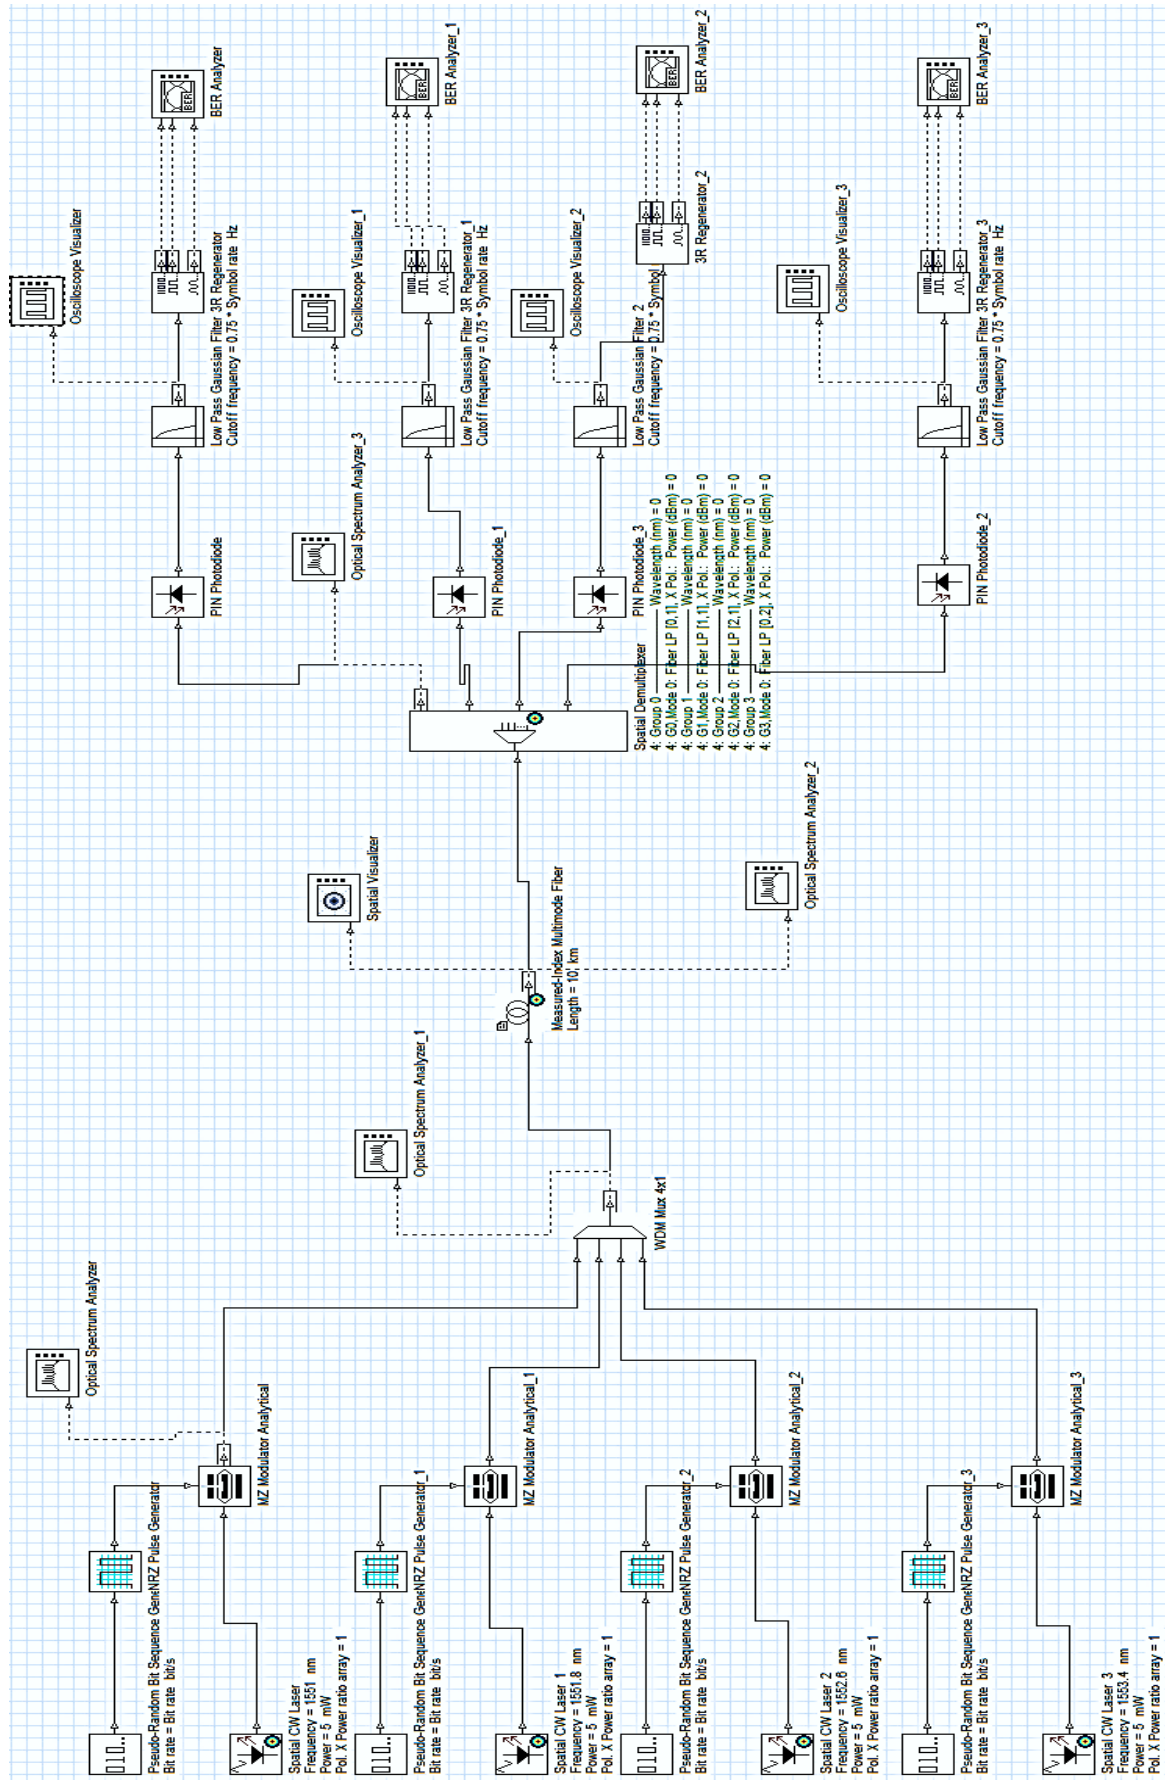 Pseudo-Random Bit Sequence Gene
NRZ Pulse Generator
Bit rate = Bit rate bit/s
Spatial CW Laser
Frequency = 1551 nm
Power = 5 mW
Pol. X Power ratio array = 1
MZ Modulator Analytical
Optical Spectrum Analyzer
Pseudo-Random Bit Sequence Gene
NRZ Pulse Generator_1
Bit rate = Bit rate bit/s
Spatial CW Laser 1
Frequency = 1551.8 nm
Power = 5 mW
Pol. X Power ratio array = 1
MZ Modulator Analytical_1
Pseudo-Random Bit Sequence Gene
NRZ Pulse Generator_2
Bit rate = Bit rate bit/s
Spatial CW Laser 2
Frequency = 1552.6 nm
Power = 5 mW
Pol. X Power ratio array = 1
MZ Modulator Analytical_2
Pseudo-Random Bit Sequence Gene
NRZ Pulse Generator_3
Bit rate = Bit rate bit/s
Spatial CW Laser 3
Frequency = 1553.4 nm
Power = 5 mW
Pol. X Power ratio array = 1
MZ Modulator Analytical_3
WDM Mux 4x1
Optical Spectrum Analyzer_1
Measured-Index Multimode Fiber
Length = 10 km
Spatial Visualizer
Optical Spectrum Analyzer_2
Spatial Demultiplexer
4: Group 0 Wavelength (nm) = 0
4: G0,Mode 0: Fiber LP [0,1], X Pol.: Power (dBm) = 0
4: Group 1 Wavelength (nm) = 0
4: G1,Mode 0: Fiber LP [1,1], X Pol.: Power (dBm) = 0
4: Group 2 Wavelength (nm) = 0
4: G2,Mode 0: Fiber LP [2,1], X Pol.: Power (dBm) = 0
4: Group 3 Wavelength (nm) = 0
4: G3,Mode 0: Fiber LP [0,2], X Pol.: Power (dBm) = 0
Optical Spectrum Analyzer_3
PIN Photodiode
Low Pass Gaussian Filter
3R Regenerator
Cutoff frequency = 0.75 * Symbol rate Hz
Oscilloscope Visualizer
BER
BER Analyzer
PIN Photodiode_1
Low Pass Gaussian Filter
3R Regenerator_1
Cutoff frequency = 0.75 * Symbol rate Hz
Oscilloscope Visualizer_1
BER
BER Analyzer_1
PIN Photodiode_3
Low Pass Gaussian Filter 2
Cutoff frequency = 0.75 * Symbol
3R Regenerator_2
Oscilloscope Visualizer_2
BER
BER Analyzer_2
PIN Photodiode_2
Low Pass Gaussian Filter
3R Regenerator_3
Cutoff frequency = 0.75 * Symbol rate Hz
Oscilloscope Visualizer_3
BER
BER Analyzer_3